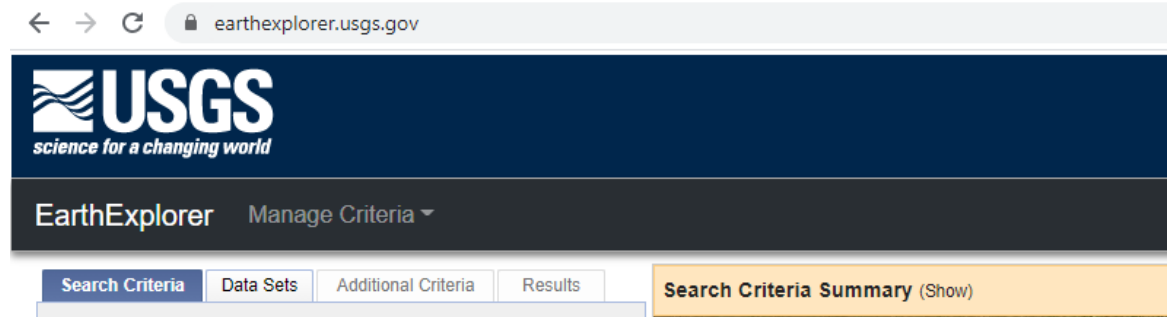 earthexplorer.usgs.gov
USGS
science for a changing world
EarthExplorer Manage Criteria
Search Criteria Data Sets Additional Criteria Results
Search Criteria Summary (Show)